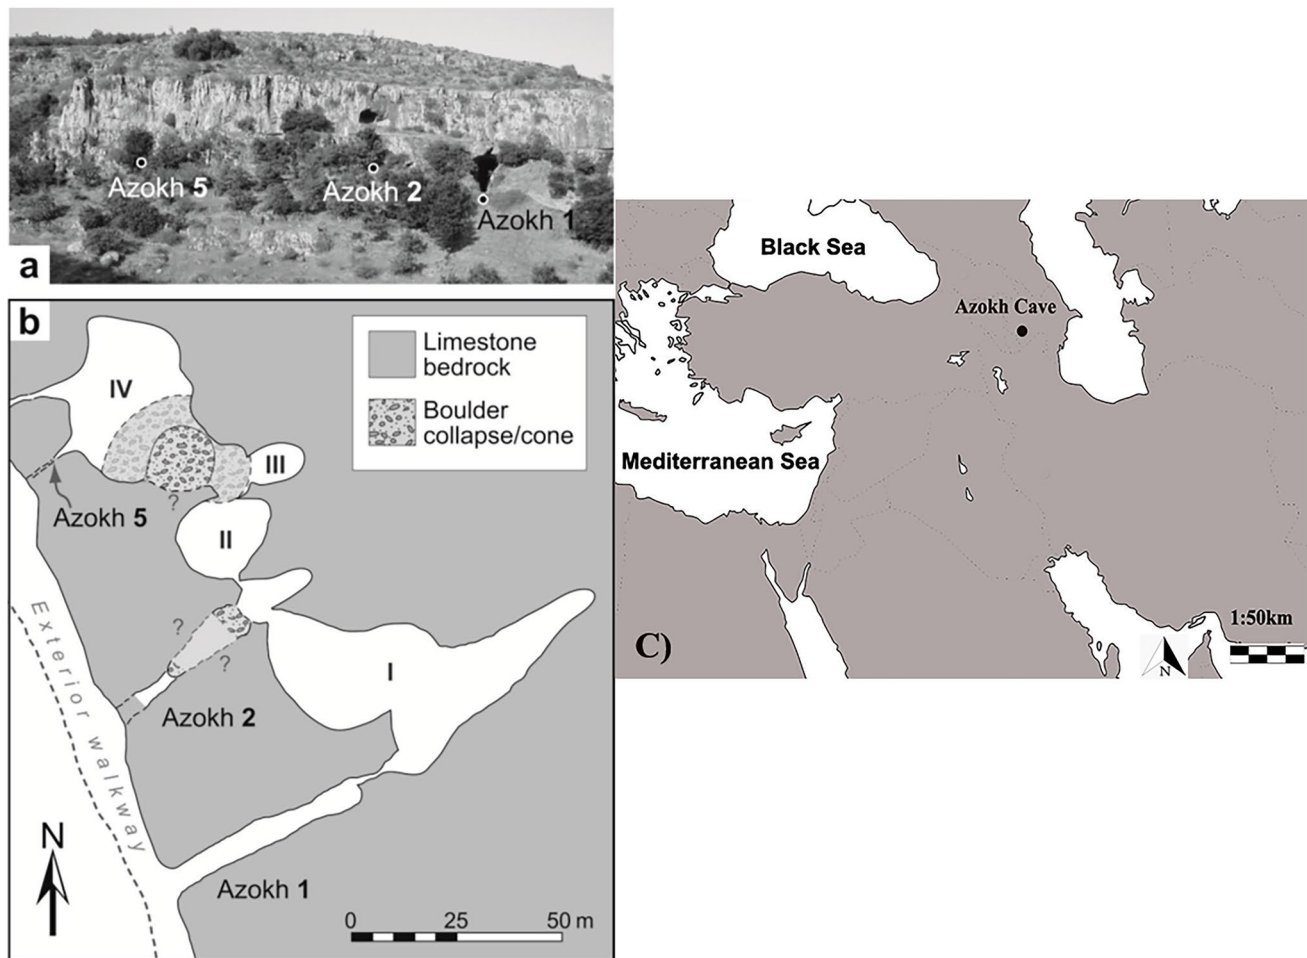 Azokh 5
Azokh 2
Azokh 1
a
b
Limestone
bedrock
Boulder
collapse/cone
IV
III
?
Azokh 5
II
?
?
I
Azokh 2
Exterior walkway
N
Azokh 1
0 25 50 m
Black Sea
Azokh Cave
Mediterranean Sea
1:50km
C)
N